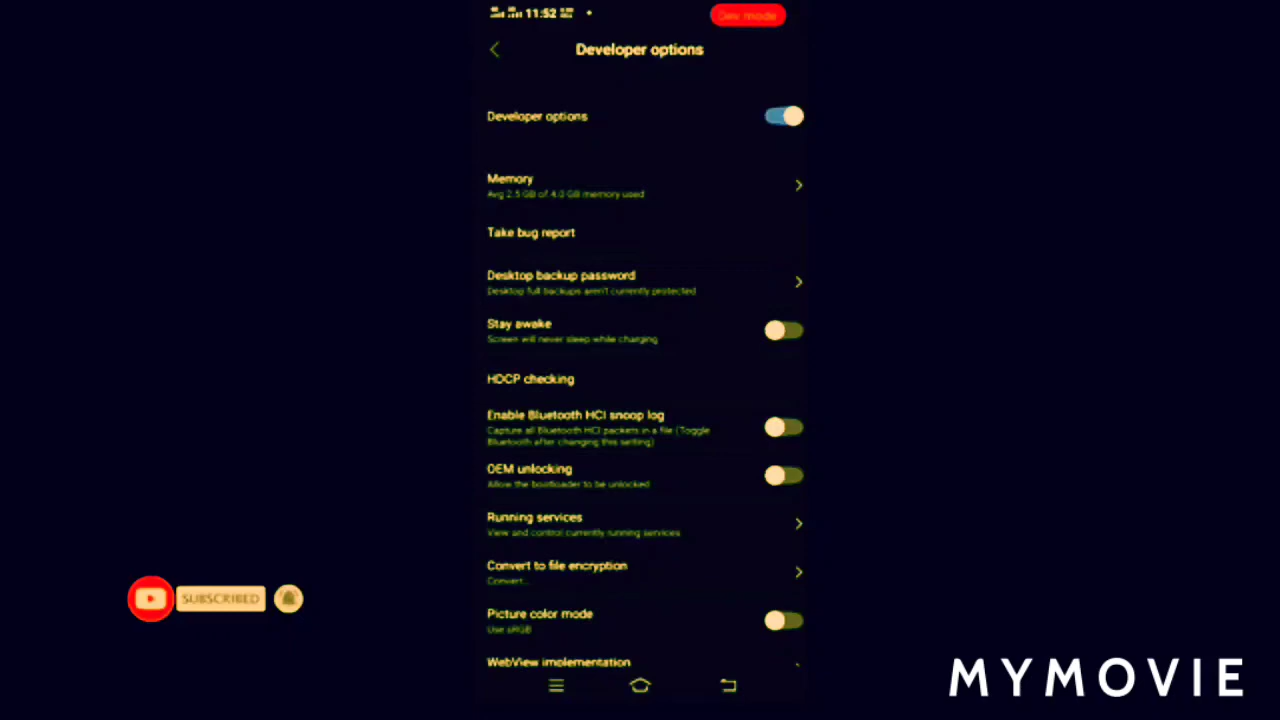 11:52
Dev mode
Developer options
Developer options
Memory
Avg 2.5 GB of 4.0 GB memory used
Take bug report
Desktop backup password
Desktop full backups aren't currently protected
Stay awake
Screen will never sleep while charging
HDCP checking
Enable Bluetooth HCI snoop log
Capture all Bluetooth HCI packets in a file (Toggle
Bluetooth after changing this setting)
OEM unlocking
Allow the bootloader to be unlocked
Running services
View and control currently running services
Convert to file encryption
Convert...
Picture color mode
Use sRGB
WebView implementation
SUBSCRIBED
MYMOVIE